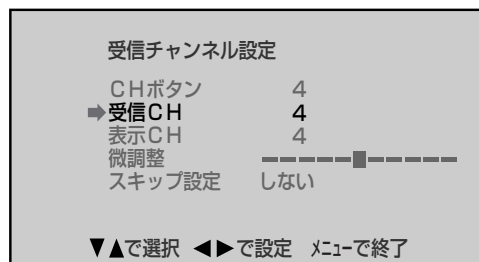 受信チャンネル設定
CHボタン 4
➡受信CH 4
表示CH 4
微調整
スキップ設定 しない
▼▲で選択 ◀▶で設定 メニューで終了